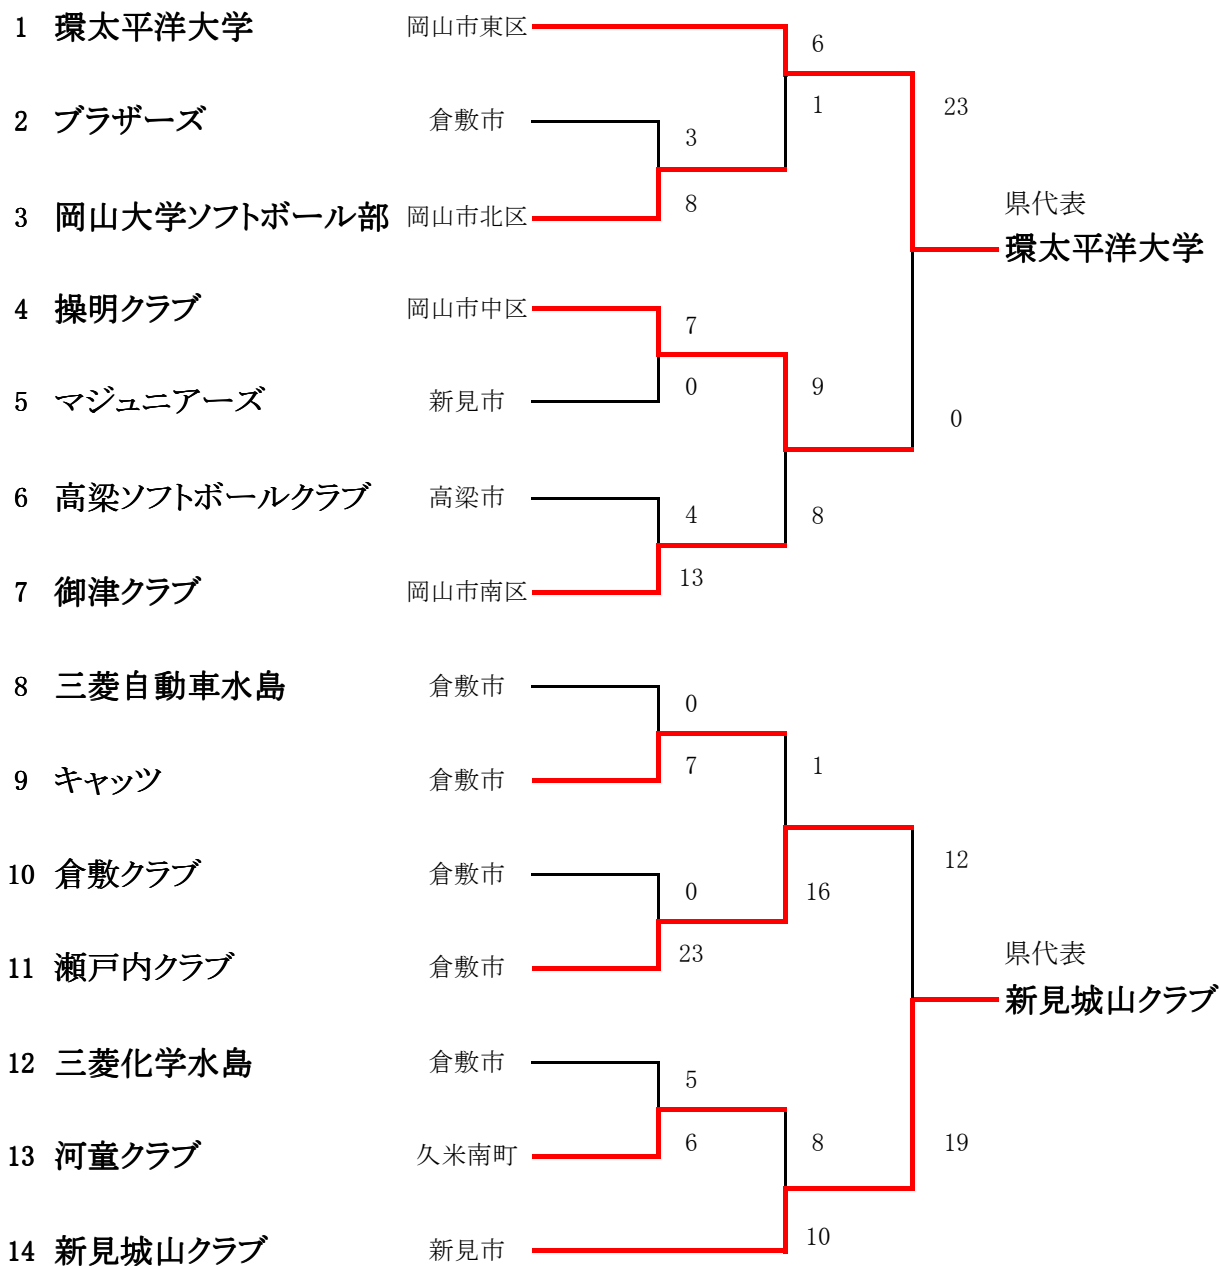 1 環太平洋大学 岡山市東区
6
2 ブラザーズ 倉敷市
1
23
3
3 岡山大学ソフトボール部 岡山市北区
8
県代表
環太平洋大学
4 操明クラブ 岡山市中区
7
5 マジュニアーズ 新見市
0
9
0
6 高梁ソフトボールクラブ 高梁市
4
8
7 御津クラブ 岡山市南区
13
8 三菱自動車水島 倉敷市
0
9 キャッツ 倉敷市
7
1
10 倉敷クラブ 倉敷市
12
0
16
11 瀬戸内クラブ 倉敷市
23
県代表
新見城山クラブ
12 三菱化学水島 倉敷市
5
13 河童クラブ 久米南町
6
8
19
14 新見城山クラブ 新見市
10